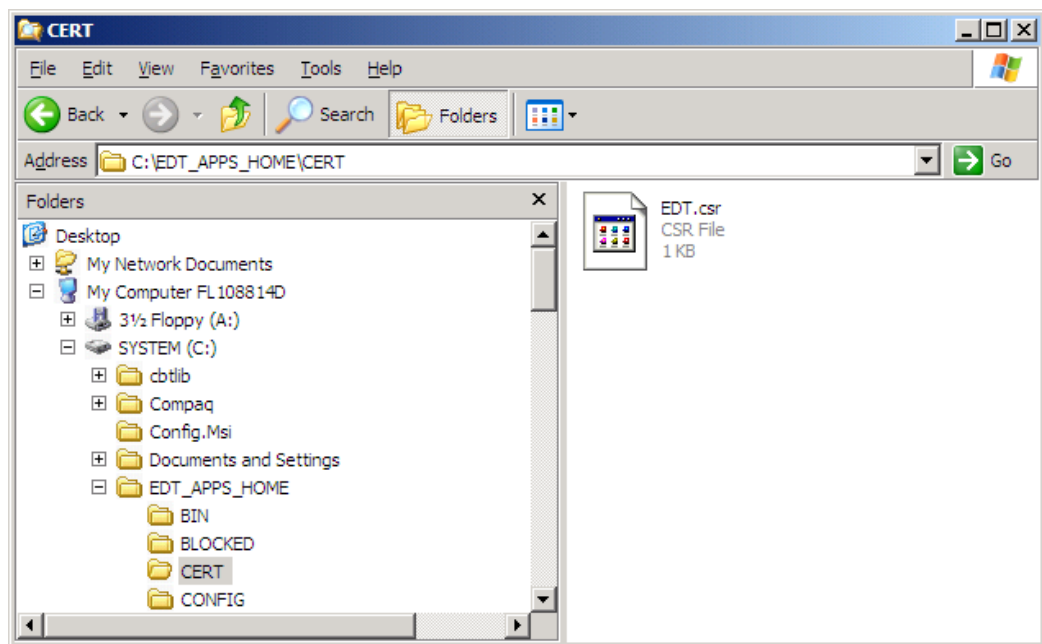 CERT
File Edit View Favorites Tools Help
Back Search Folders
Address C:\EDT_APPS_HOME\CERT Go
Folders x
Desktop
My Network Documents
My Computer FL108814D
3½ Floppy (A:)
SYSTEM (C:)
cbtlib
Compaq
Config.Msi
Documents and Settings
EDT_APPS_HOME
BIN
BLOCKED
CERT
CONFIG
EDT.csr
CSR File
1 KB